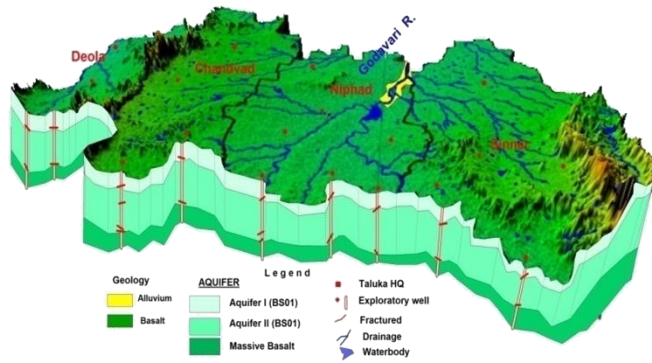 Godavari R.
Deola
Chandvad
Niphad
Sinnar
Legend
Geology
Alluvium
Basalt
AQUIFER
Aquifer I (BS01)
Aquifer II (BS01)
Massive Basalt
Taluka HQ
Exploratory well
Fractured
Drainage
Waterbody